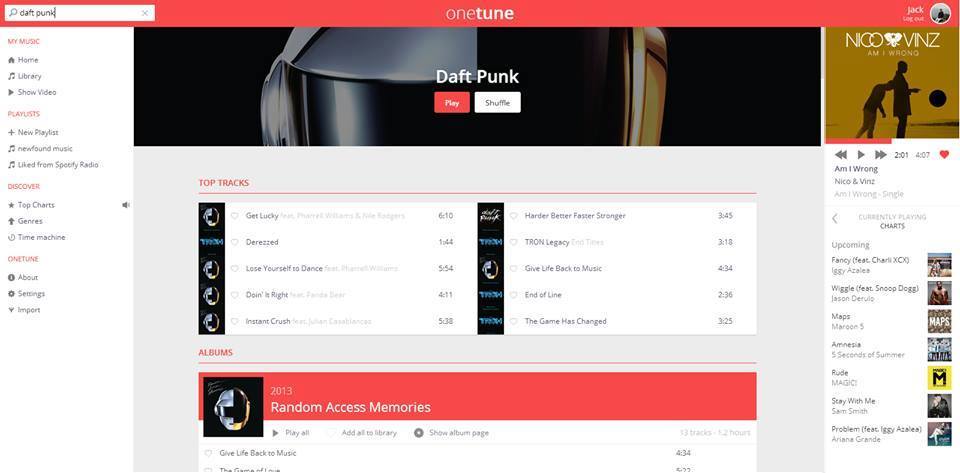 daft punk
onetune
Jack
Log out
MY MUSIC
Home
Library
Show Video
PLAYLISTS
New Playlist
newfound music
Liked from Spotify Radio
DISCOVER
Top Charts
Genres
Time machine
ONETUNE
About
Settings
Import
Daft Punk
Play
Shuffle
TOP TRACKS
Get Lucky feat. Pharrell Williams & Nile Rodgers 6:10
Derezzed 1:44
Lose Yourself to Dance feat. Pharrell Williams 5:54
Doin' It Right feat. Panda Bear 4:11
Instant Crush feat. Julian Casablancas 5:38
daft punk
Harder Better Faster Stronger 3:45
TRON Legacy End Titles 3:18
Give Life Back to Music 4:34
End of Line 2:36
The Game Has Changed 3:25
ALBUMS
2013
Random Access Memories
Play all
Add all to library
Show album page
13 tracks - 1.2 hours
Give Life Back to Music 4:34
The Game of Love 5:22
NICO & VINZ
AM I WRONG
2:01 4:07
Am I Wrong
Nico & Vinz
Am I Wrong - Single
CURRENTLY PLAYING
CHARTS
Upcoming
Fancy (feat. Charli XCX)
Iggy Azalea
Wiggle (feat. Snoop Dogg)
Jason Derulo
Maps
Maroon 5
MAPS
Amnesia
5 Seconds of Summer
Rude
MAGIC!
Stay With Me
Sam Smith
Problem (feat. Iggy Azalea)
Ariana Grande